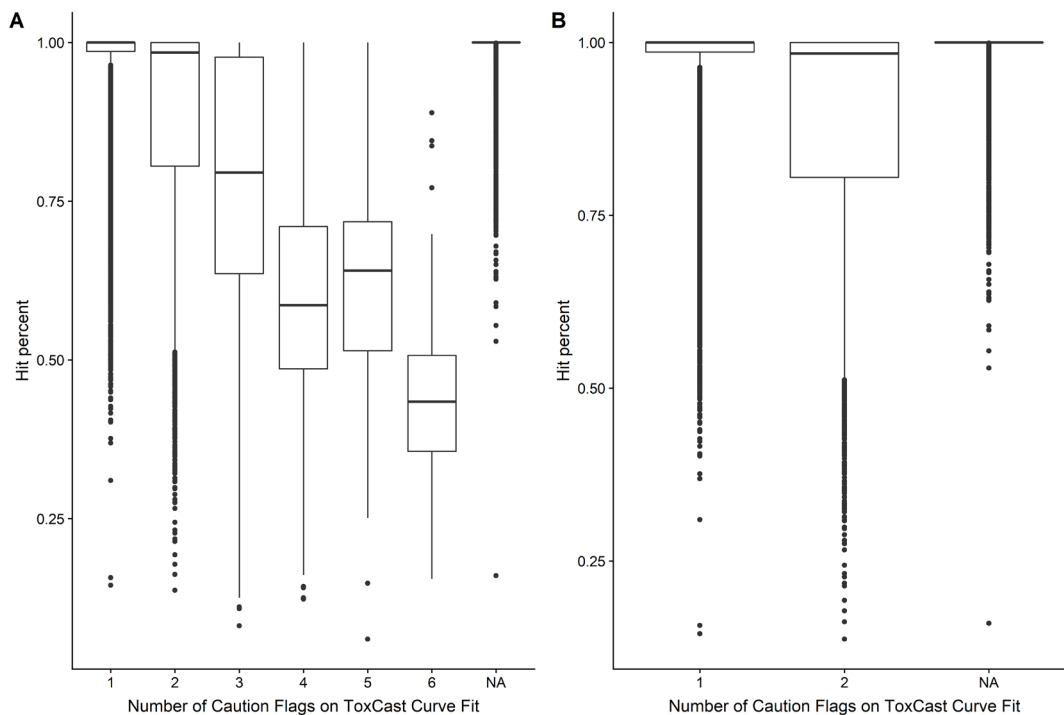 A
Hit percent
1.00
0.75
0.50
0.25
1 2 3 4 5 6 NA
Number of Caution Flags on ToxCast Curve Fit
B
Hit percent
1.00
0.75
0.50
0.25
1 2 NA
Number of Caution Flags on ToxCast Curve Fit